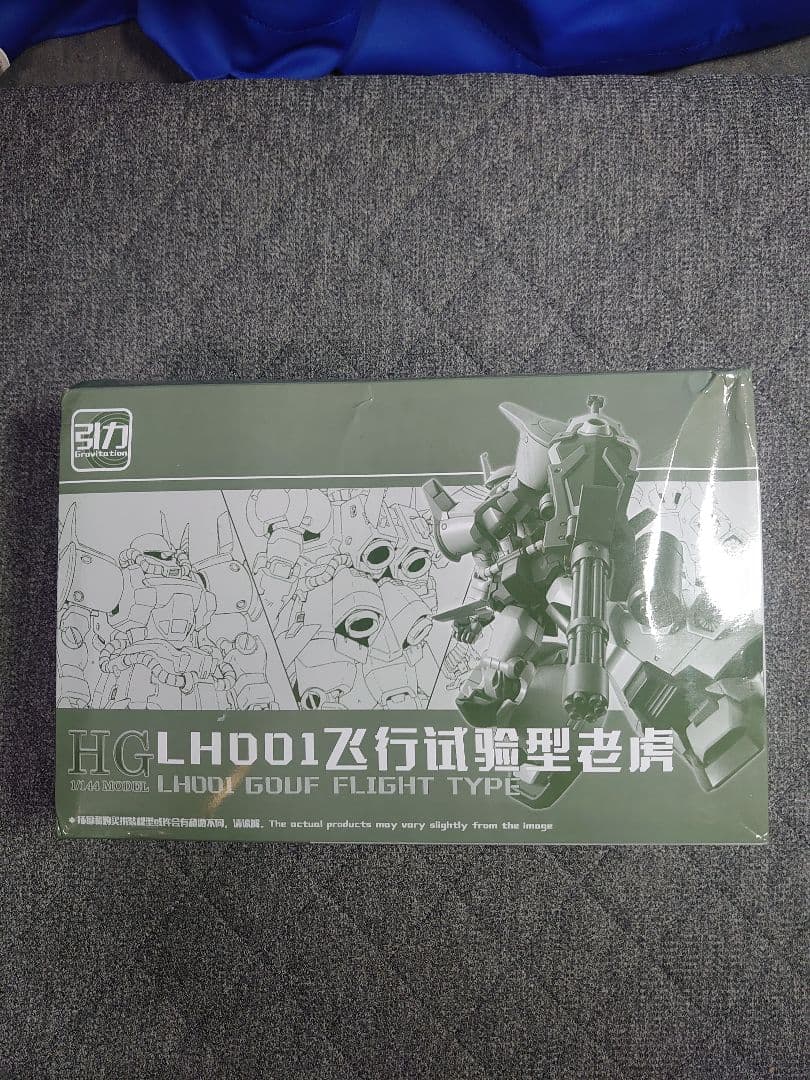 引力
Gravitation
HG
1/144 MODEL
LH001飞行试验型老虎
LH001 GOUF FLIGHT TYPE
The actual products may vary slightly from the image